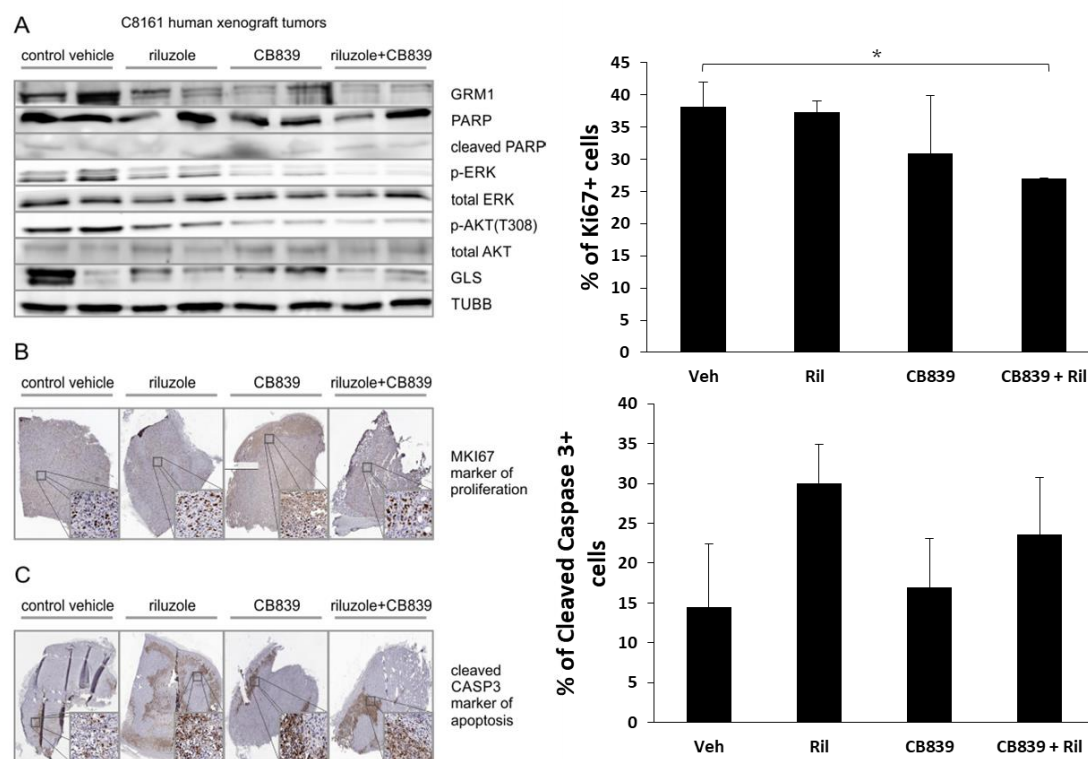 A
C8161 human xenograft tumors
control vehicle riluzole CB839 riluzole+CB839
GRM1
PARP
cleaved PARP
p-ERK
total ERK
p-AKT(T308)
total AKT
GLS
TUBB
B
control vehicle riluzole CB839 riluzole+CB839
MKI67
marker of
proliferation
C
control vehicle riluzole CB839 riluzole+CB839
cleaved
CASP3
marker of
apoptosis
*
% of Ki67+ cells
45
40
35
30
25
20
15
10
5
0
Veh Ril CB839 CB839 + Ril
% of Cleaved Caspase 3+
cells
40
35
30
25
20
15
10
5
0
Veh Ril CB839 CB839 + Ril